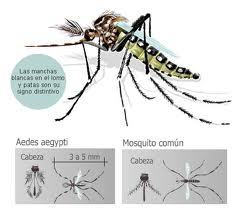 Las manchas
blancas en el lomo
y patas son su
signo distintivo
Aedes aegypti
Cabeza
3 a 5 mm
Mosquito común
Cabeza